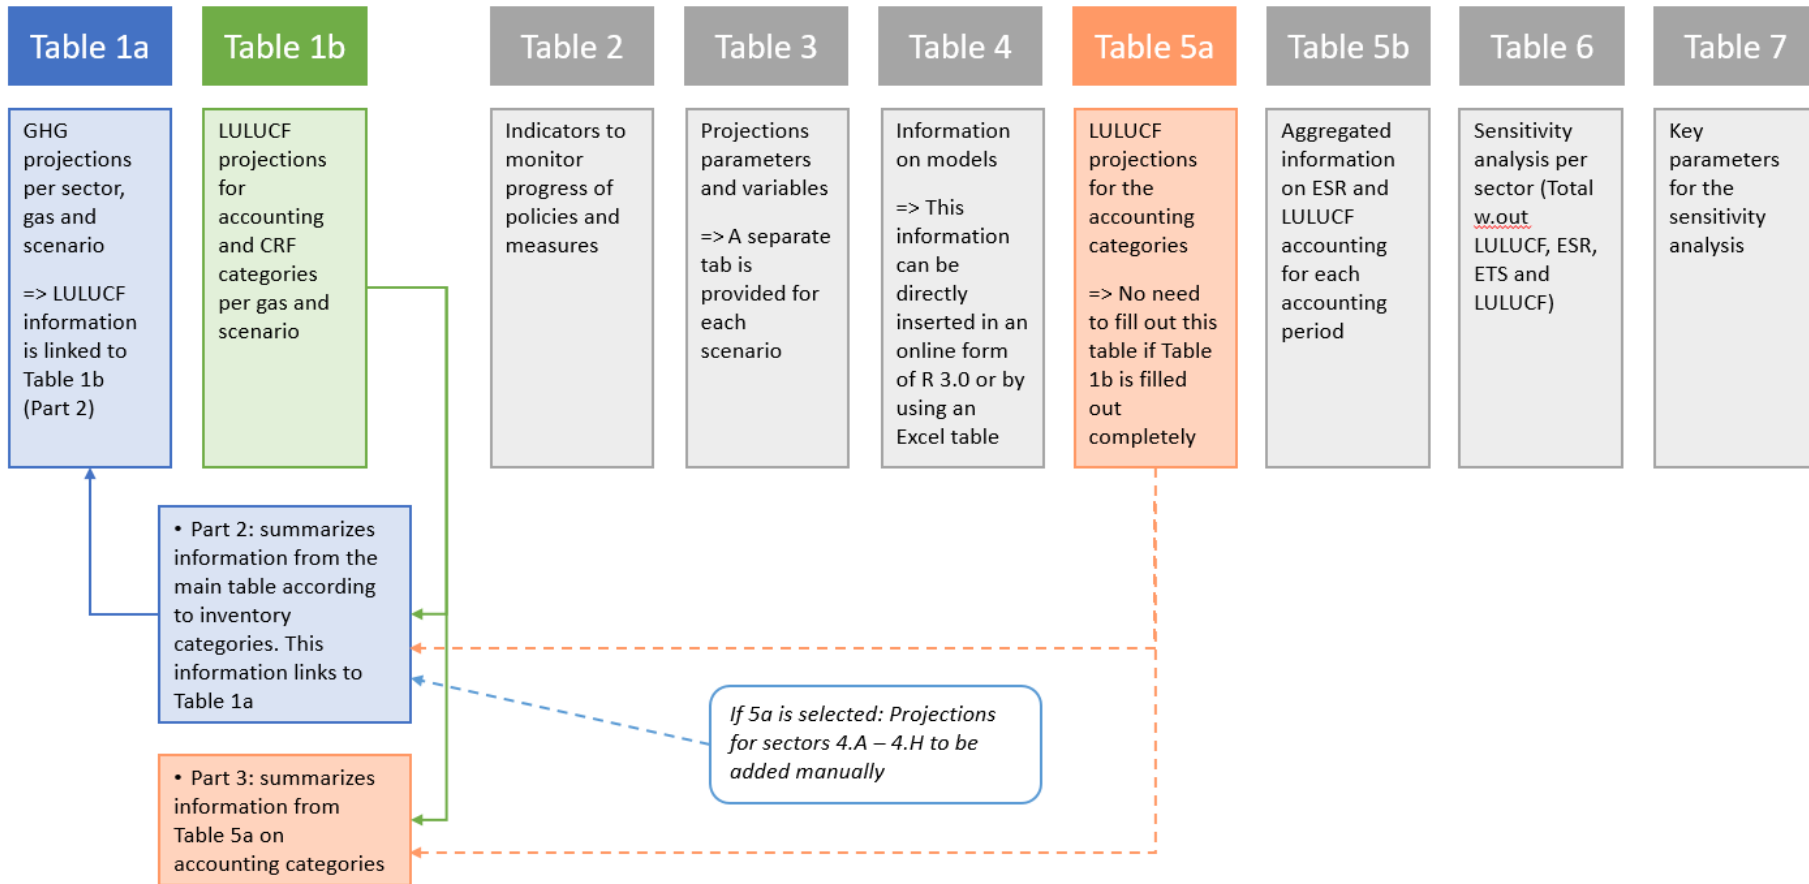 Table 1a
Table 1b
Table 2
Table 3
Table 4
Table 5a
Table 5b
Table 6
Table 7
GHG
projections
per sector,
gas and
scenario
=> LULUCF
information
is linked to
Table 1b
(Part 2)
LULUCF
projections
for
accounting
and CRF
categories
per gas and
scenario
Indicators to
monitor
progress of
policies and
measures
Projections
parameters
and variables
=> A separate
tab is
provided for
each
scenario
Information
on models
=> This
information
can be
directly
inserted in an
online form
of R 3.0 or by
using an
Excel table
LULUCF
projections
for the
accounting
categories
=> No need
to fill out this
table if Table
1b is filled
out
completely
Aggregated
information
on ESR and
LULUCF
accounting
for each
accounting
period
Sensitivity
analysis per
sector (Total
w.out
LULUCF, ESR,
ETS and
LULUCF)
Key
parameters
for the
sensitivity
analysis
• Part 2: summarizes
information from the
main table according
to inventory
categories. This
information links to
Table 1a
If 5a is selected: Projections
for sectors 4.A – 4.H to be
added manually
• Part 3: summarizes
information from
Table 5a on
accounting categories